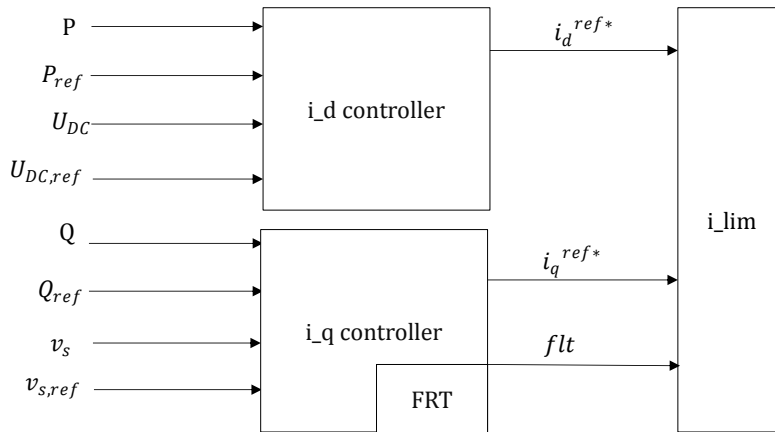 P
P_ref
U_DC
U_DC,ref
i_d controller
i_d^ref*
Q
Q_ref
v_s
v_s,ref
i_q controller
FRT
i_q^ref*
flt
i_lim